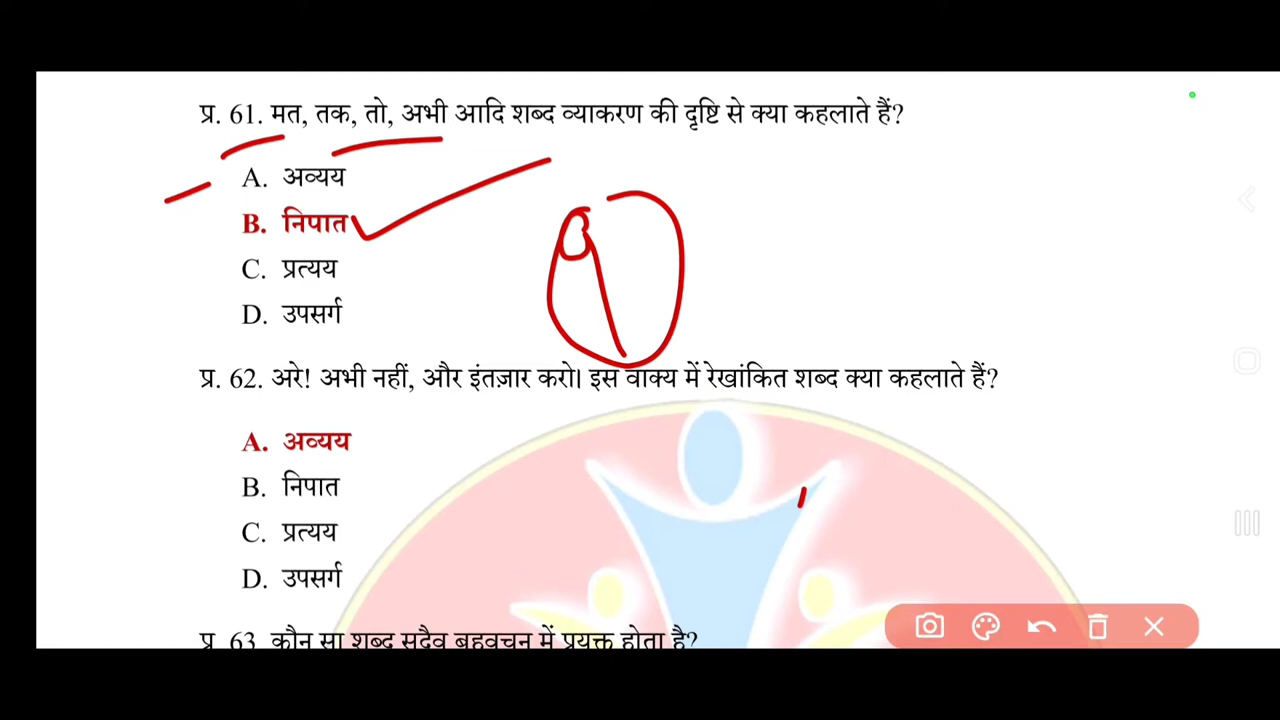 प्र. 61. मत, तक, तो, अभी आदि शब्द व्याकरण की दृष्टि से क्या कहलाते हैं?
A. अव्यय
B. निपात
C. प्रत्यय
D. उपसर्ग
प्र. 62. अरे! अभी नहीं, और इंतज़ार करो। इस वाक्य में रेखांकित शब्द क्या कहलाते हैं?
A. अव्यय
B. निपात
C. प्रत्यय
D. उपसर्ग
प्र. 63. कौन सा शब्द सदैव बहुवचन में प्रयुक्त होता है?